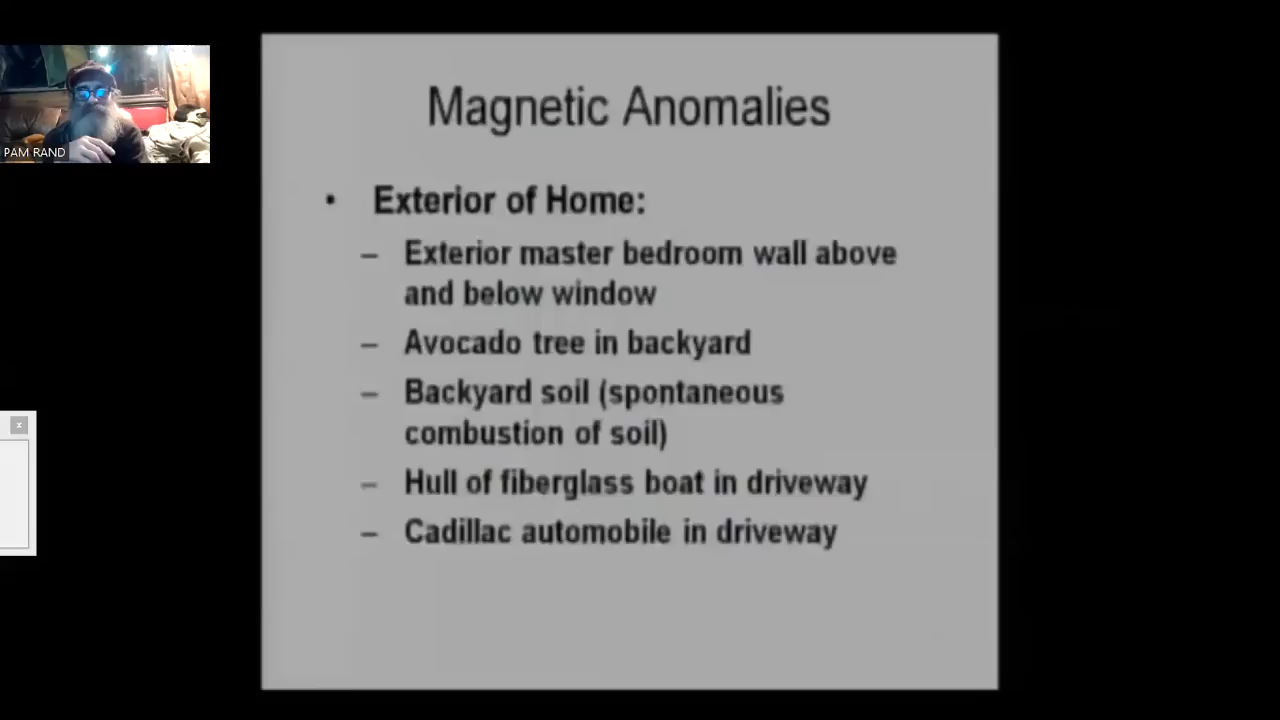 Magnetic Anomalies
PAM RAND
• Exterior of Home:
– Exterior master bedroom wall above
and below window
– Avocado tree in backyard
– Backyard soil (spontaneous
combustion of soil)
– Hull of fiberglass boat in driveway
– Cadillac automobile in driveway
x